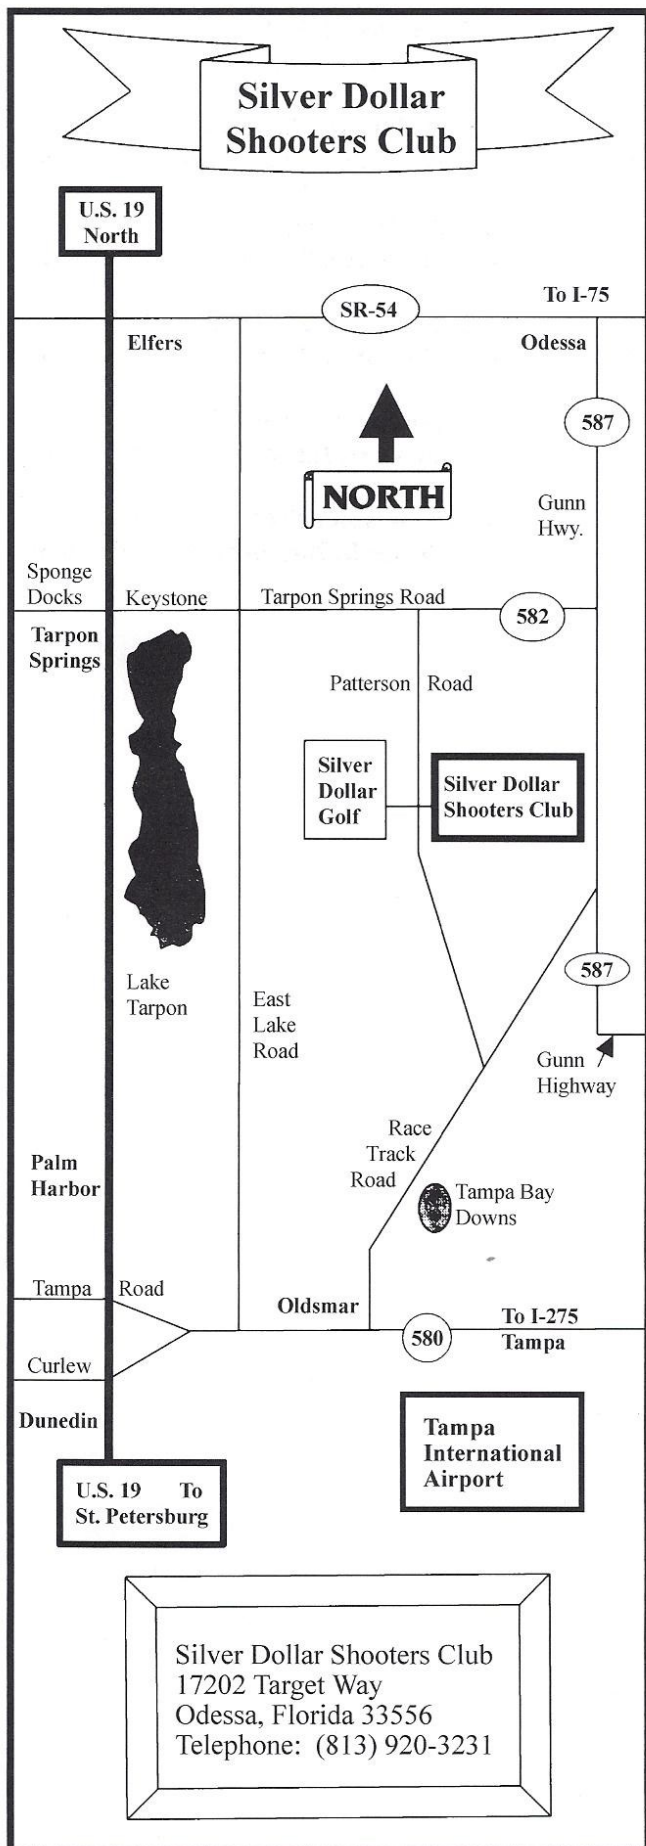 Silver Dollar
Shooters Club
U.S. 19
North
To I-75
SR-54
Elfers
Odessa
587
NORTH
Gunn
Hwy.
Sponge
Docks
Keystone
Tarpon Springs Road
582
Tarpon
Springs
Patterson Road
Silver
Dollar
Golf
Silver Dollar
Shooters Club
587
Lake
Tarpon
East
Lake
Road
Gunn
Highway
Race
Track
Road
Palm
Harbor
Tampa Bay
Downs
Tampa Road
Oldsmar
To I-275
580
Tampa
Curlew
Dunedin
Tampa
International
Airport
U.S. 19 To
St. Petersburg
Silver Dollar Shooters Club
17202 Target Way
Odessa, Florida 33556
Telephone: (813) 920-3231